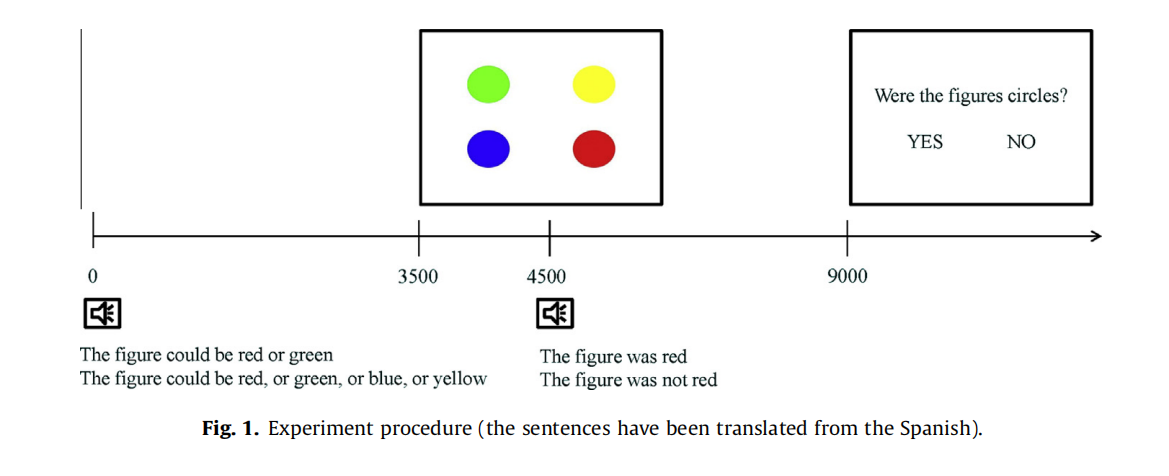 Were the figures circles?
YES NO
0 3500 4500 9000
The figure could be red or green
The figure could be red, or green, or blue, or yellow
The figure was red
The figure was not red
Fig. 1. Experiment procedure (the sentences have been translated from the Spanish).